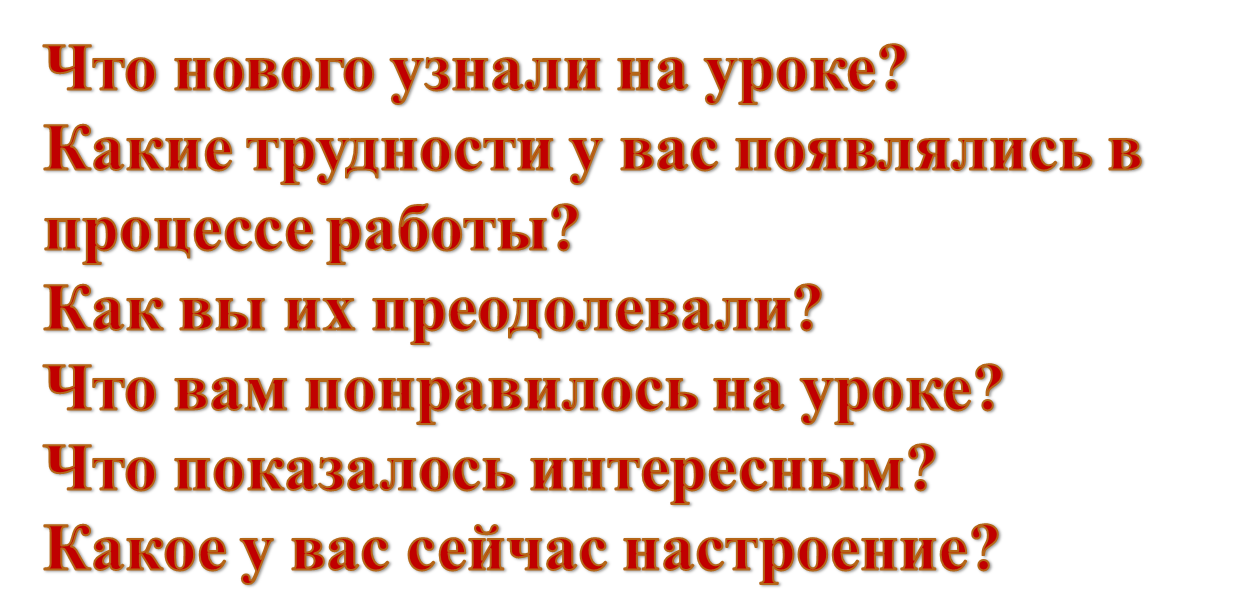 Что нового узнали на уроке?
Какие трудности у вас появлялись в
процессе работы?
Как вы их преодолевали?
Что вам понравилось на уроке?
Что показалось интересным?
Какое у вас сейчас настроение?